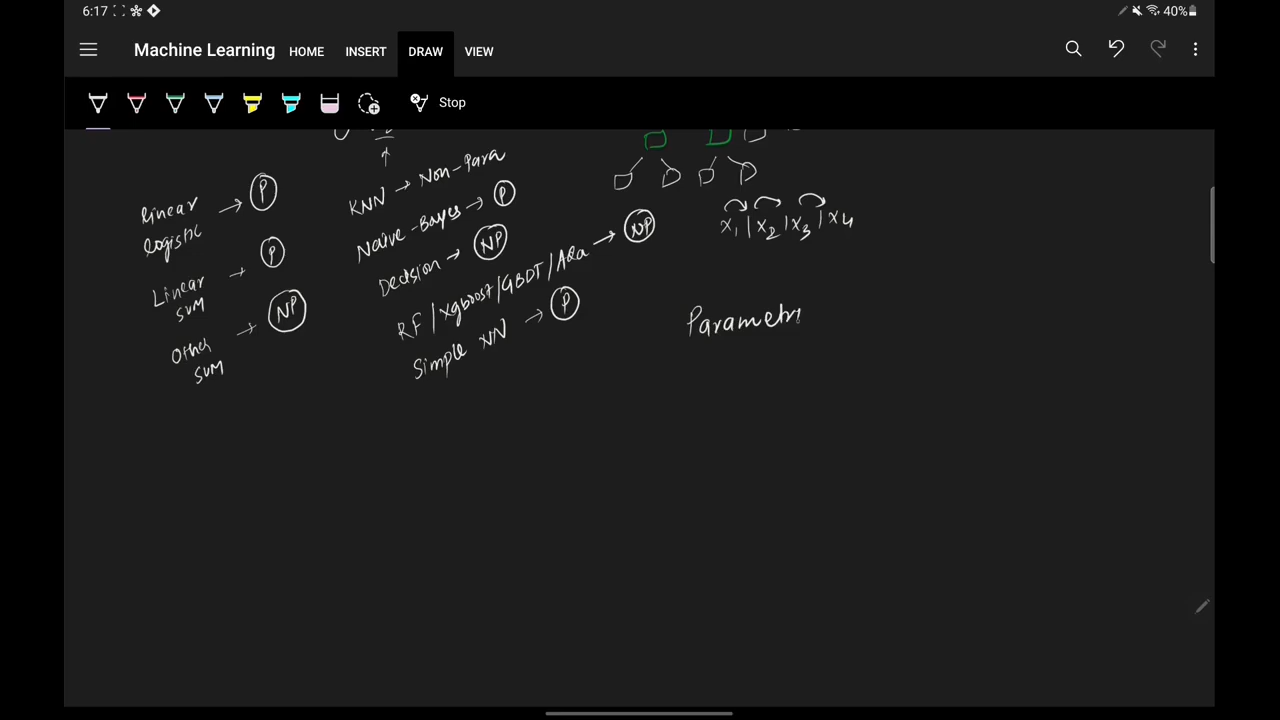 6:17
40%
Machine Learning
HOME
INSERT
DRAW
VIEW
Stop
Linear
Logistic → P
Linear
SVM → P
Other
SVM → NP
KNN → Non-Para
Naive-Bayes → P
Decision → NP
RF / Xgboost / GBDT / Ada → NP
Simple NN → P
x1 | x2 | x3 | x4
Parametri